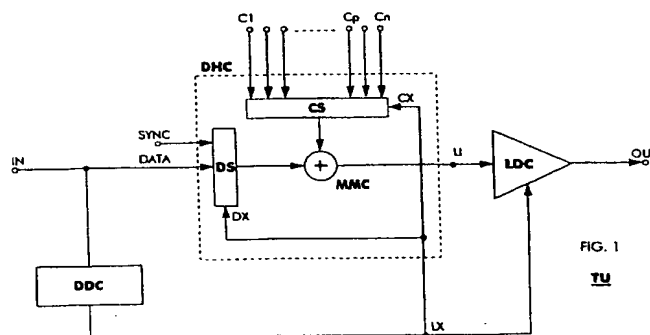 C1 Cp Cn
DHC
CS CX
SYNC
IN DATA DS MMC LI LDC OU
DX
FIG. 1
DDC TU
LX